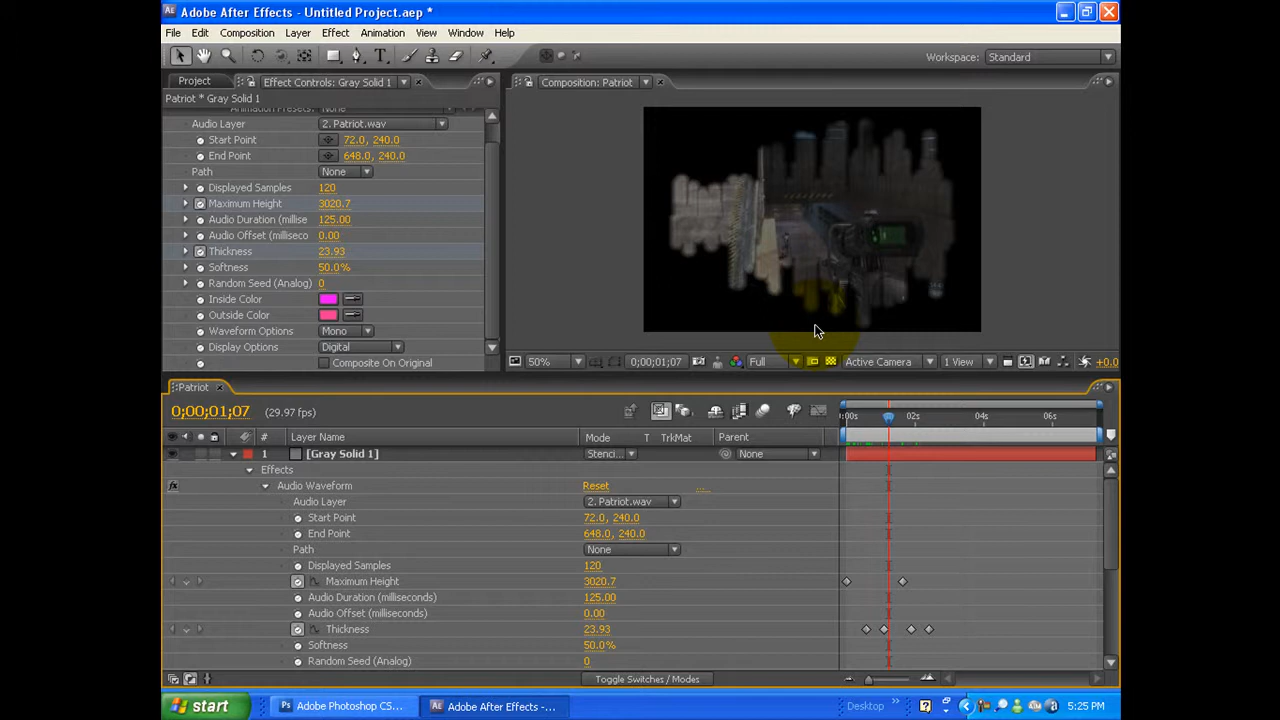 Adobe After Effects - Untitled Project.aep *
File Edit Composition Layer Effect Animation View Window Help
Workspace: Standard
Project Effect Controls: Gray Solid 1
Composition: Patriot
Patriot * Gray Solid 1
Animation Presets: None
Audio Layer 2. Patriot.wav
Start Point 72.0, 240.0
End Point 648.0, 240.0
Path None
Displayed Samples 120
Maximum Height 3020.7
Audio Duration (millise 125.00
Audio Offset (milliseco 0.00
Thickness 23.93
Softness 50.0%
Random Seed (Analog) 0
Inside Color
Outside Color
Waveform Options Mono
Display Options Digital
Composite On Original
50% 0;00;01;07 Full Active Camera 1 View +0.0
Patriot
0;00;01;07 (29.97 fps)
:00s 02s 04s 06s
# Layer Name Mode T TrkMat Parent
1 [Gray Solid 1] Stenci... None
Effects
fx Audio Waveform Reset ...
Audio Layer 2. Patriot.wav
Start Point 72.0, 240.0
End Point 648.0, 240.0
Path None
Displayed Samples 120
Maximum Height 3020.7
Audio Duration (milliseconds) 125.00
Audio Offset (milliseconds) 0.00
Thickness 23.93
Softness 50.0%
Random Seed (Analog) 0
Toggle Switches / Modes
start Adobe Photoshop CS... Adobe After Effects -... Desktop 5:25 PM